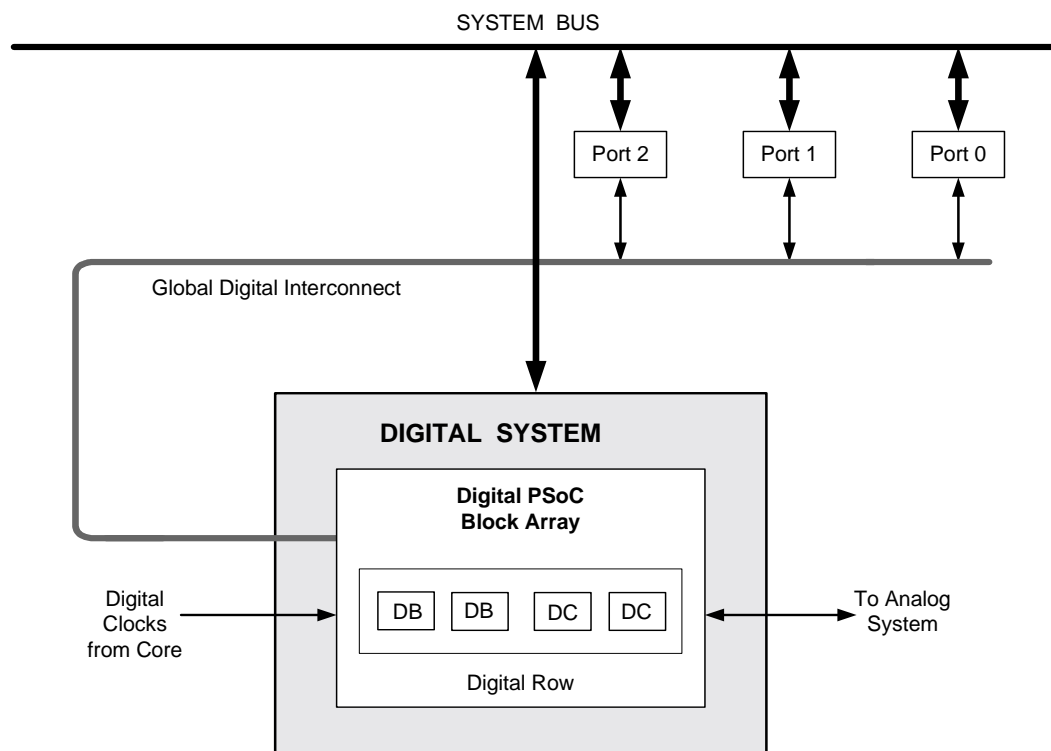 SYSTEM BUS
Port 2
Port 1
Port 0
Global Digital Interconnect
DIGITAL SYSTEM
Digital PSoC
Block Array
DB
DB
DC
DC
Digital Row
Digital
Clocks
from Core
To Analog
System